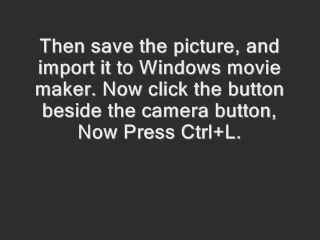 Then save the picture, and
import it to Windows movie
maker. Now click the button
beside the camera button,
Now Press Ctrl+L.